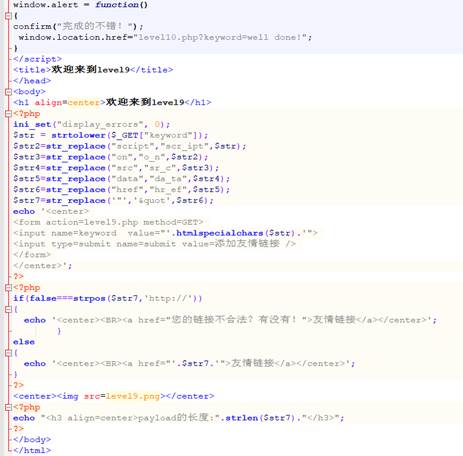 window.alert = function()
{
confirm("完成的不错！");
window.location.href="level10.php?keyword=well done!";
}
</script>
<title>欢迎来到level9</title>
</head>
<body>
<h1 align=center>欢迎来到level9</h1>
<?php
ini_set("display_errors", 0);
$str = strtolower($_GET["keyword"]);
$str2=str_replace("script","scr_ipt",$str);
$str3=str_replace("on","o_n",$str2);
$str4=str_replace("src","sr_c",$str3);
$str5=str_replace("data","da_ta",$str4);
$str6=str_replace("href","hr_ef",$str5);
$str7=str_replace('"','&quot',$str6);
echo '<center>
<form action=level9.php method=GET>
<input name=keyword  value="'.htmlspecialchars($str).'">
<input type=submit name=submit value=添加友情链接 />
</form>
</center>';
?>
<?php
if(false===strpos($str7,'http://'))
{
echo '<center><BR><a href="您的链接不合法？有没有！">友情链接</a></center>';
}
else
{
echo '<center><BR><a href="'.$str7.'">友情链接</a></center>';
}
?>
<center><img src=level9.png></center>
<?php
echo "<h3 align=center>payload的长度:".strlen($str7)."</h3>";
?>
</body>
</html>